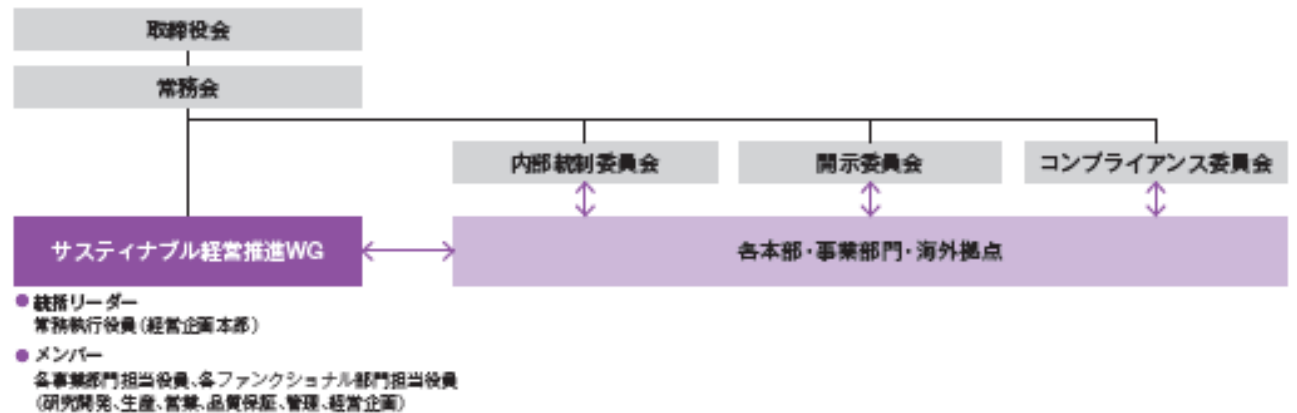 取締役会
常務会
内部統制委員会
開示委員会
コンプライアンス委員会
サスティナブル経営推進WG
各本部・事業部門・海外拠点
● 統括リーダー
常務執行役員(経営企画本部)
● メンバー
各事業部門担当役員、各ファンクショナル部門担当役員
(研究開発、生産、営業、品質保証、管理、経営企画)